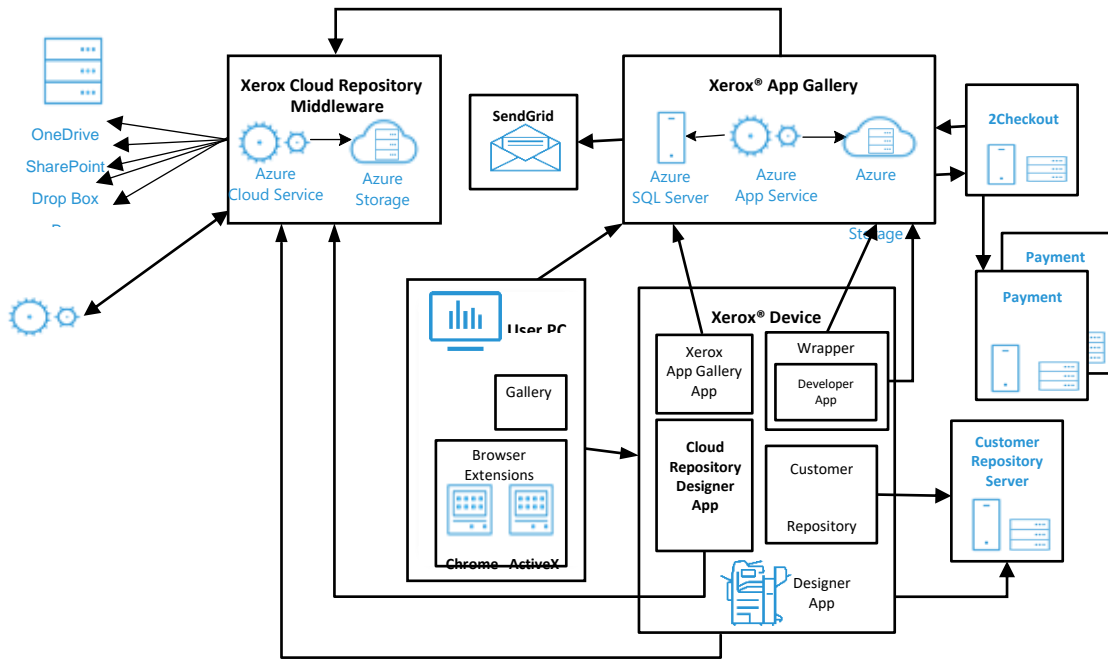 Xerox Cloud Repository
Middleware
Azure
Cloud Service
Azure
Storage
OneDrive
SharePoint
Drop Box
SendGrid
Xerox® App Gallery
Azure
SQL Server
Azure
App Service
Azure
Storage
2Checkout
Payment
Payment
User PC
Gallery
Browser
Extensions
Chrome
ActiveX
Xerox® Device
Xerox
App Gallery
App
Wrapper
Developer
App
Cloud
Repository
Designer
App
Customer
Repository
Designer
App
Customer
Repository
Server